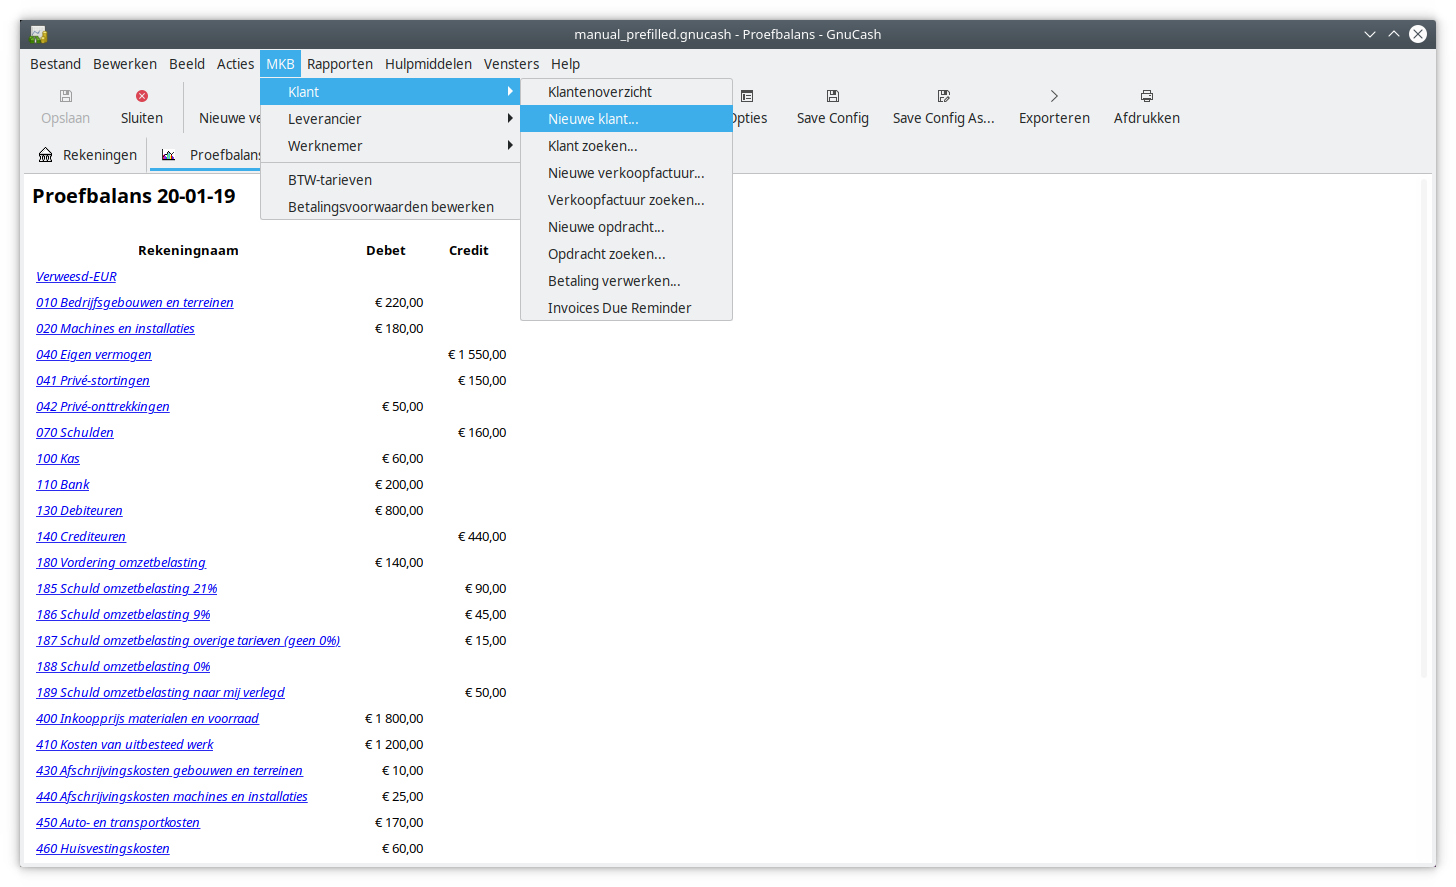 manual_prefilled.gnucash - Proefbalans - GnuCash
Bestand Bewerken Beeld Acties MKB Rapporten Hulpmiddelen Vensters Help
Opslaan Sluiten Nieuwe Save Config Save Config As... Exporteren Afdrukken
Rekeningen Proefbalans
Klant
Leverancier
Werknemer
BTW-tarieven
Betalingsvoorwaarden bewerken
Klantenoverzicht
Nieuwe klant...
Klant zoeken...
Nieuwe verkoopfactuur...
Verkoopfactuur zoeken...
Nieuwe opdracht...
Opdracht zoeken...
Betaling verwerken...
Invoices Due Reminder
Proefbalans 20-01-19
Rekeningnaam Debet Credit
Verweesd-EUR
010 Bedrijfsgebouwen en terreinen € 220,00
020 Machines en installaties € 180,00
040 Eigen vermogen € 1 550,00
041 Privé-stortingen € 150,00
042 Privé-onttrekkingen € 50,00
070 Schulden € 160,00
100 Kas € 60,00
110 Bank € 200,00
130 Debiteuren € 800,00
140 Crediteuren € 440,00
180 Vordering omzetbelasting € 140,00
185 Schuld omzetbelasting 21% € 90,00
186 Schuld omzetbelasting 9% € 45,00
187 Schuld omzetbelasting overige tarieven (geen 0%) € 15,00
188 Schuld omzetbelasting 0%
189 Schuld omzetbelasting naar mij verlegd € 50,00
400 Inkoopprijs materialen en voorraad € 1 800,00
410 Kosten van uitbesteed werk € 1 200,00
430 Afschrijvingskosten gebouwen en terreinen € 10,00
440 Afschrijvingskosten machines en installaties € 25,00
450 Auto- en transportkosten € 170,00
460 Huisvestingskosten € 60,00